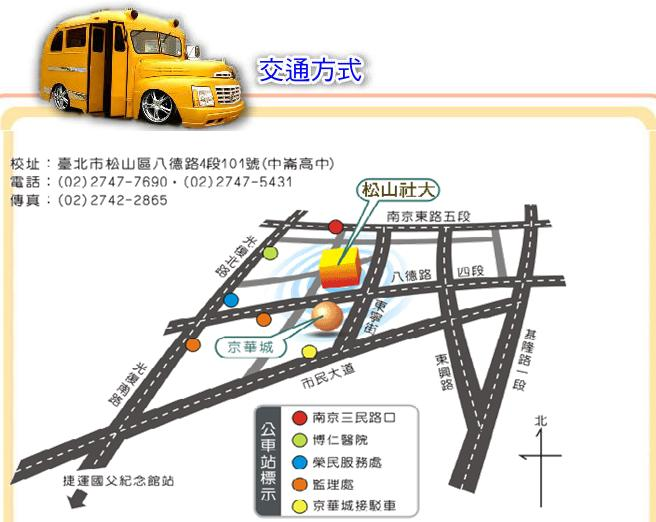 交通方式
校址：臺北市松山區八德路4段101號(中崙高中)
電話：(02)2747-7690・(02)2747-5431
傳真：(02)2742-2865
松山社大
南京東路五段
光復北路
八德路 四段
東寧街
京華城
基隆路一段
東興路
光復南路
市民大道
捷運國父紀念館站
北
公車站標示
南京三民路口
博仁醫院
榮民服務處
監理處
京華城接駁車